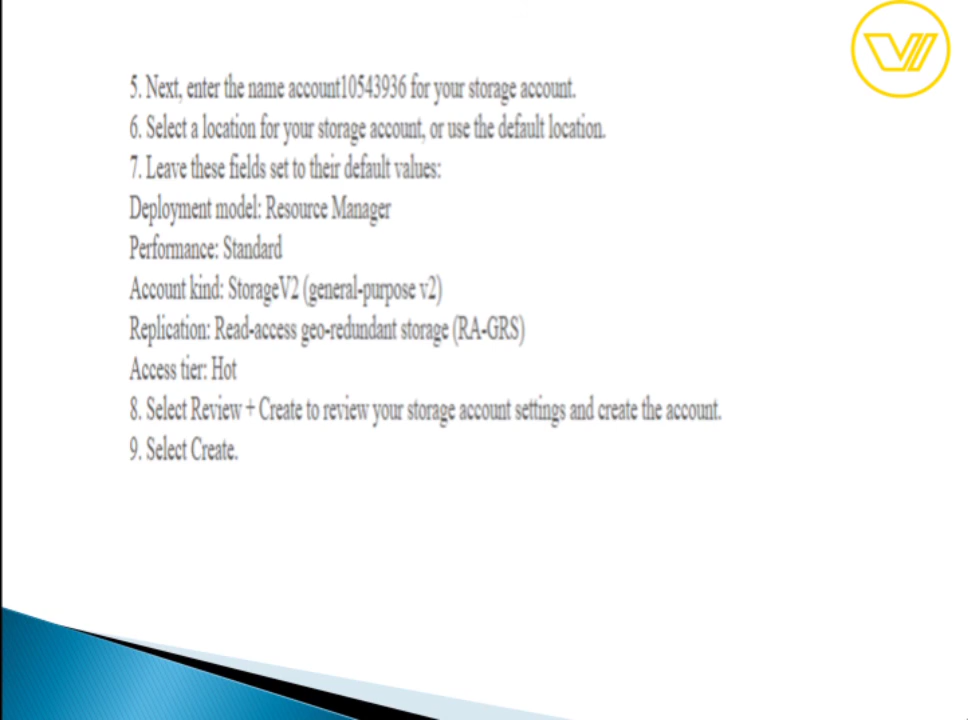 5. Next, enter the name account10543936 for your storage account.
6. Select a location for your storage account, or use the default location.
7. Leave these fields set to their default values:
Deployment model: Resource Manager
Performance: Standard
Account kind: StorageV2 (general-purpose v2)
Replication: Read-access geo-redundant storage (RA-GRS)
Access tier: Hot
8. Select Review + Create to review your storage account settings and create the account.
9. Select Create.